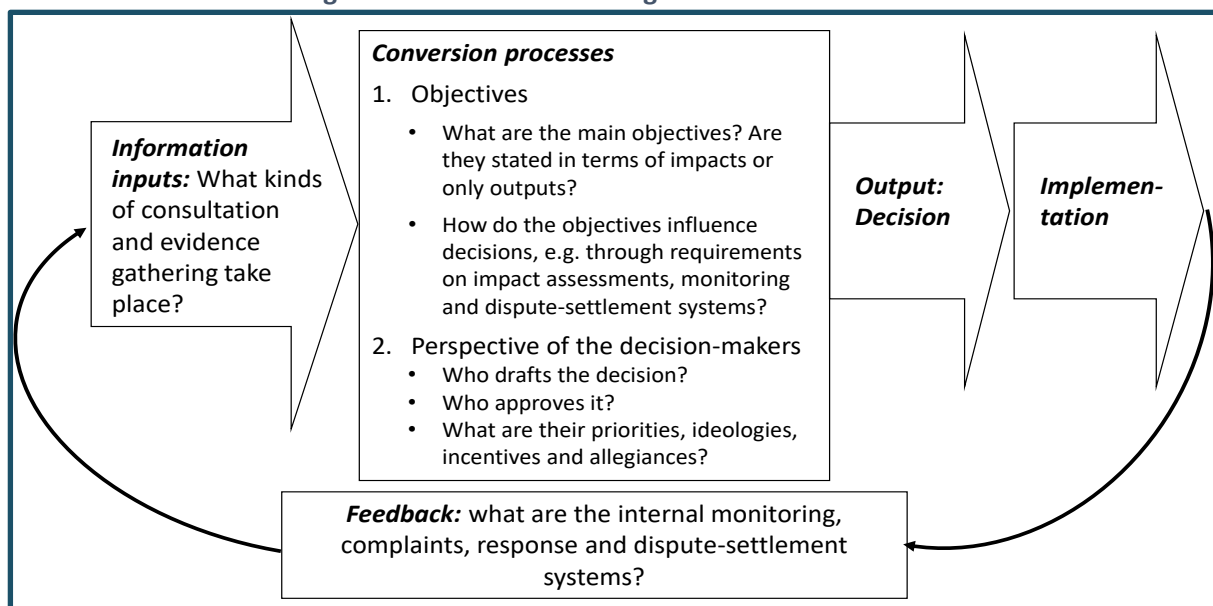 Information
inputs: What kinds
of consultation
and evidence
gathering take
place?
Conversion processes
1. Objectives
• What are the main objectives? Are
they stated in terms of impacts or
only outputs?
• How do the objectives influence
decisions, e.g. through requirements
on impact assessments, monitoring
and dispute-settlement systems?
2. Perspective of the decision-makers
• Who drafts the decision?
• Who approves it?
• What are their priorities, ideologies,
incentives and allegiances?
Output:
Decision
Implemen-
tation
Feedback: what are the internal monitoring,
complaints, response and dispute-settlement
systems?